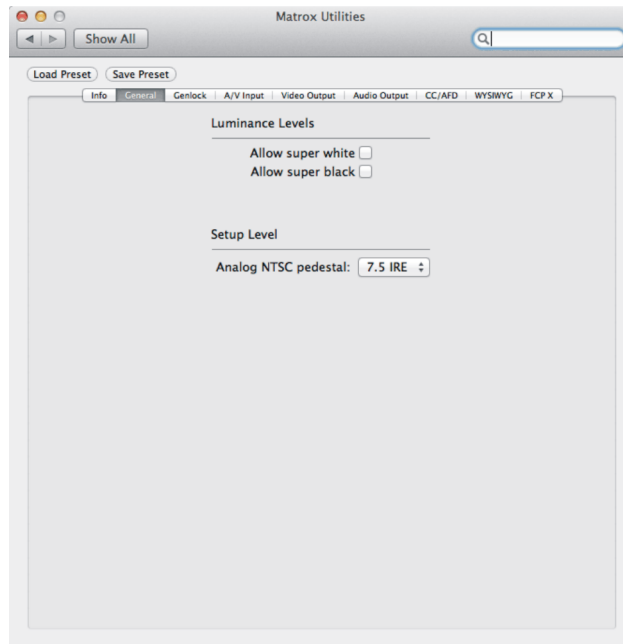 Matrox Utilities
Show All
Load Preset Save Preset
Info General Genlock A/V Input Video Output Audio Output CC/AFD WYSIWYG FCP X
Luminance Levels
Allow super white
Allow super black
Setup Level
Analog NTSC pedestal: 7.5 IRE